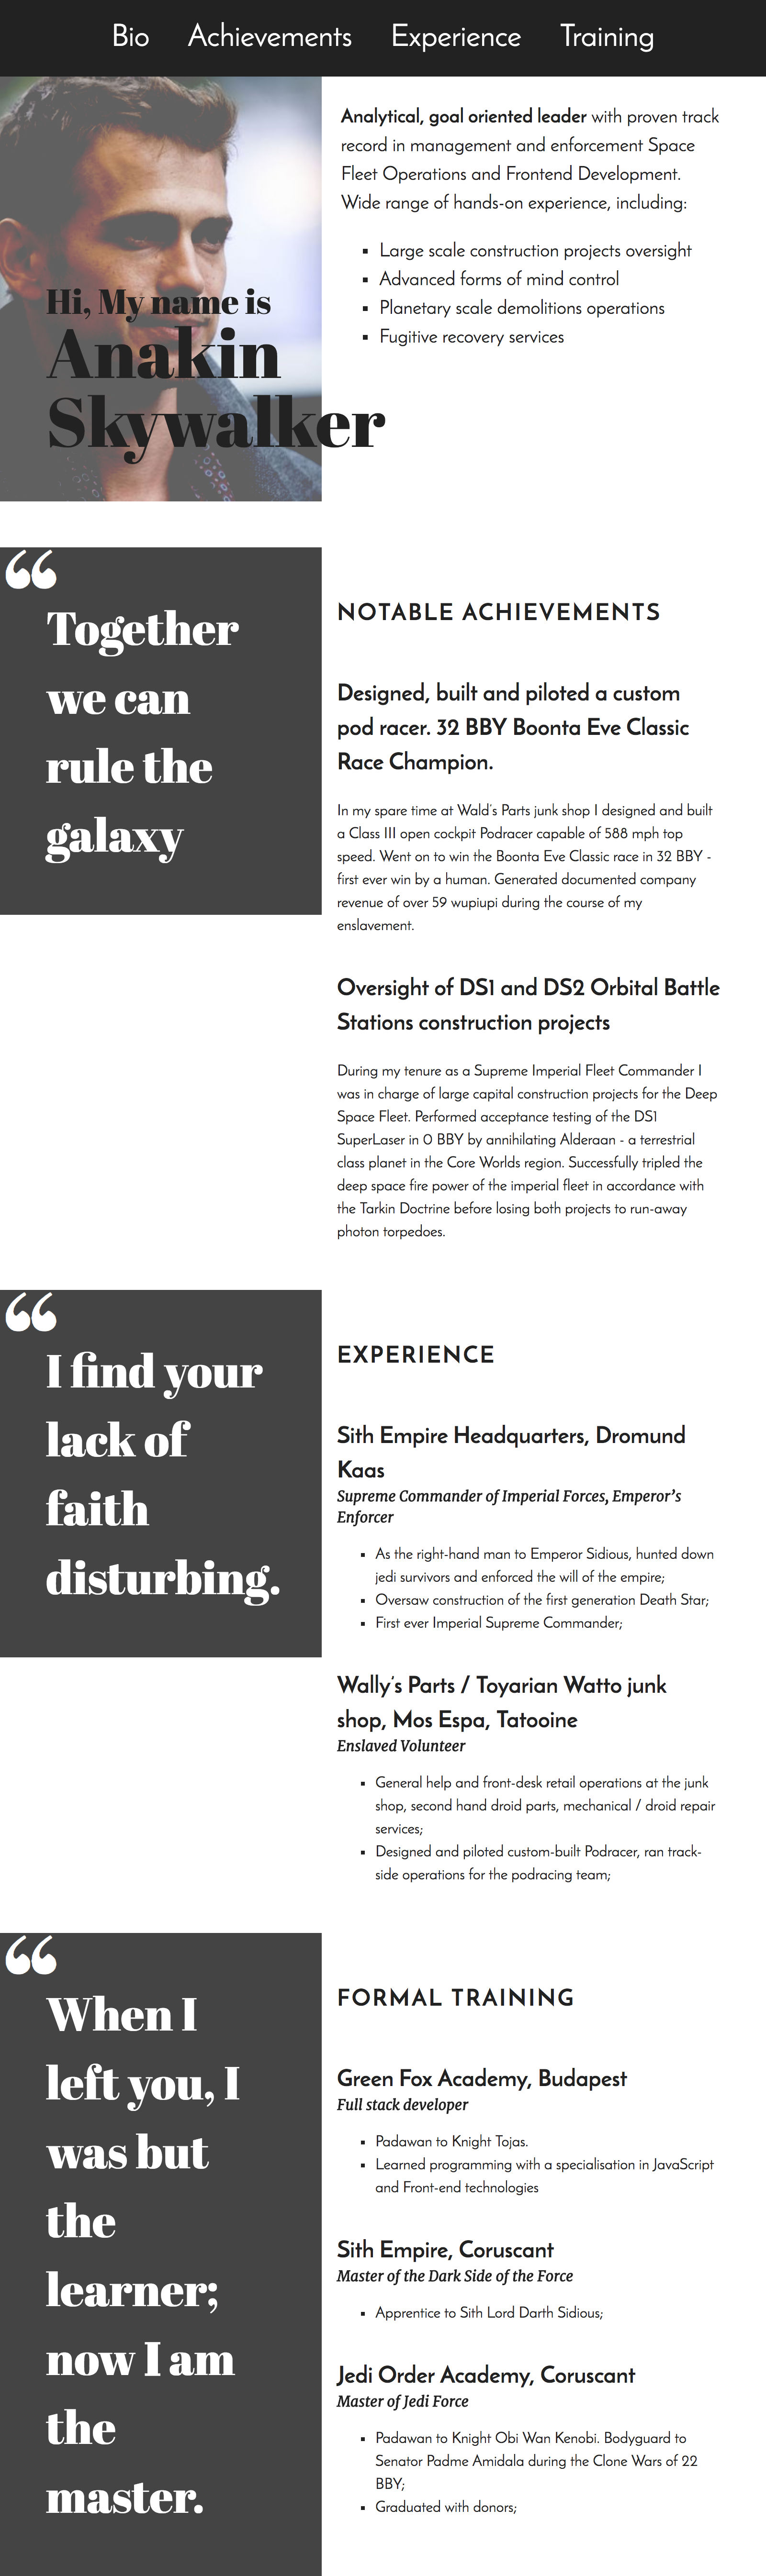 Bio Achievements Experience Training
Analytical, goal oriented leader with proven track
record in management and enforcement Space
Fleet Operations and Frontend Development.
Wide range of hands-on experience, including:
▪ Large scale construction projects oversight
▪ Advanced forms of mind control
▪ Planetary scale demolitions operations
▪ Fugitive recovery services
Hi, My name is
Anakin
Skywalker
“
Together
we can
rule the
galaxy
NOTABLE ACHIEVEMENTS
Designed, built and piloted a custom
pod racer. 32 BBY Boonta Eve Classic
Race Champion.
In my spare time at Wald's Parts junk shop I designed and built
a Class III open cockpit Podracer capable of 588 mph top
speed. Went on to win the Boonta Eve Classic race in 32 BBY -
first ever win by a human. Generated documented company
revenue of over 59 wupiupi during the course of my
enslavement.
Oversight of DS1 and DS2 Orbital Battle
Stations construction projects
During my tenure as a Supreme Imperial Fleet Commander I
was in charge of large capital construction projects for the Deep
Space Fleet. Performed acceptance testing of the DS1
SuperLaser in 0 BBY by annihilating Alderaan - a terrestrial
class planet in the Core Worlds region. Successfully tripled the
deep space fire power of the imperial fleet in accordance with
the Tarkin Doctrine before losing both projects to run-away
photon torpedoes.
“
I find your
lack of
faith
disturbing.
EXPERIENCE
Sith Empire Headquarters, Dromund
Kaas
Supreme Commander of Imperial Forces, Emperor’s
Enforcer
▪ As the right-hand man to Emperor Sidious, hunted down
jedi survivors and enforced the will of the empire;
▪ Oversaw construction of the first generation Death Star;
▪ First ever Imperial Supreme Commander;
Wally's Parts / Toyarian Watto junk
shop, Mos Espa, Tatooine
Enslaved Volunteer
▪ General help and front-desk retail operations at the junk
shop, second hand droid parts, mechanical / droid repair
services;
▪ Designed and piloted custom-built Podracer, ran track-
side operations for the podracing team;
“
When I
left you, I
was but
the
learner;
now I am
the
master.
FORMAL TRAINING
Green Fox Academy, Budapest
Full stack developer
▪ Padawan to Knight Tojas.
▪ Learned programming with a specialisation in JavaScript
and Front-end technologies
Sith Empire, Coruscant
Master of the Dark Side of the Force
▪ Apprentice to Sith Lord Darth Sidious;
Jedi Order Academy, Coruscant
Master of Jedi Force
▪ Padawan to Knight Obi Wan Kenobi. Bodyguard to
Senator Padme Amidala during the Clone Wars of 22
BBY;
▪ Graduated with donors;